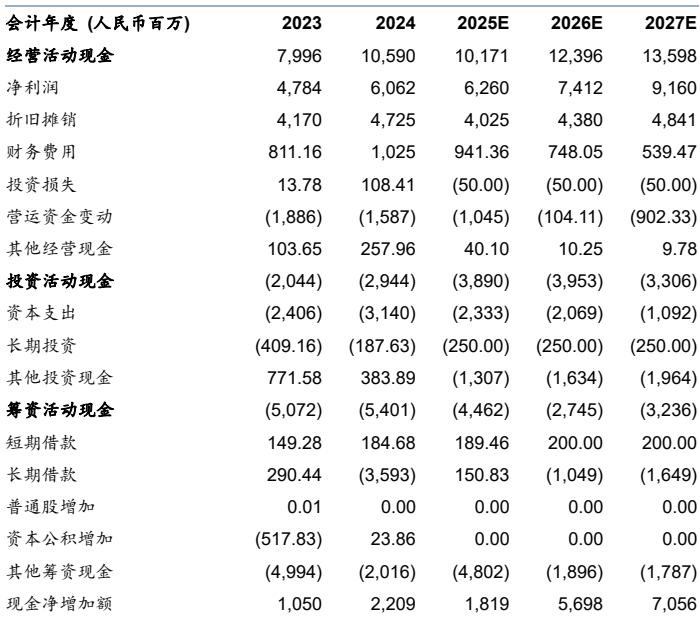 会计年度 (人民币百万) 2023 2024 2025E 2026E 2027E
经营活动现金 7,996 10,590 10,171 12,396 13,598
净利润 4,784 6,062 6,260 7,412 9,160
折旧摊销 4,170 4,725 4,025 4,380 4,841
财务费用 811.16 1,025 941.36 748.05 539.47
投资损失 13.78 108.41 (50.00) (50.00) (50.00)
营运资金变动 (1,886) (1,587) (1,045) (104.11) (902.33)
其他经营现金 103.65 257.96 40.10 10.25 9.78
投资活动现金 (2,044) (2,944) (3,890) (3,953) (3,306)
资本支出 (2,406) (3,140) (2,333) (2,069) (1,092)
长期投资 (409.16) (187.63) (250.00) (250.00) (250.00)
其他投资现金 771.58 383.89 (1,307) (1,634) (1,964)
筹资活动现金 (5,072) (5,401) (4,462) (2,745) (3,236)
短期借款 149.28 184.68 189.46 200.00 200.00
长期借款 290.44 (3,593) 150.83 (1,049) (1,649)
普通股增加 0.01 0.00 0.00 0.00 0.00
资本公积增加 (517.83) 23.86 0.00 0.00 0.00
其他筹资现金 (4,994) (2,016) (4,802) (1,896) (1,787)
现金净增加额 1,050 2,209 1,819 5,698 7,056